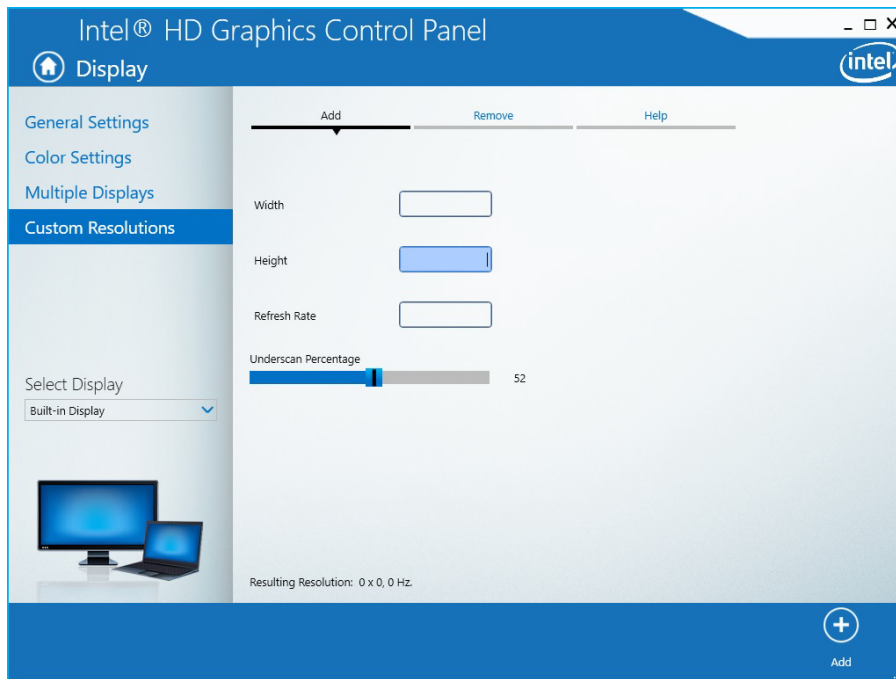 Intel® HD Graphics Control Panel
Display
intel
General Settings
Color Settings
Multiple Displays
Custom Resolutions
Select Display
Built-in Display
Add
Remove
Help
Width
Height
Refresh Rate
Underscan Percentage
52
Resulting Resolution: 0 x 0, 0 Hz.
Add